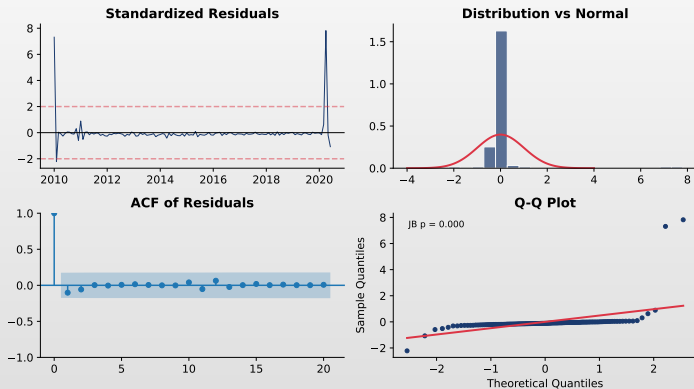 Standardized Residuals
8
6
4
2
0
−2
2010 2012 2014 2016 2018 2020
Distribution vs Normal
1.5
1.0
0.5
0.0
−4 −2 0 2 4 6 8
ACF of Residuals
1.0
0.5
0.0
−0.5
−1.0
0 5 10 15 20
Q-Q Plot
JB p = 0.000
Sample Quantiles
8
6
4
2
0
−2
−2 −1 0 1 2
Theoretical Quantiles